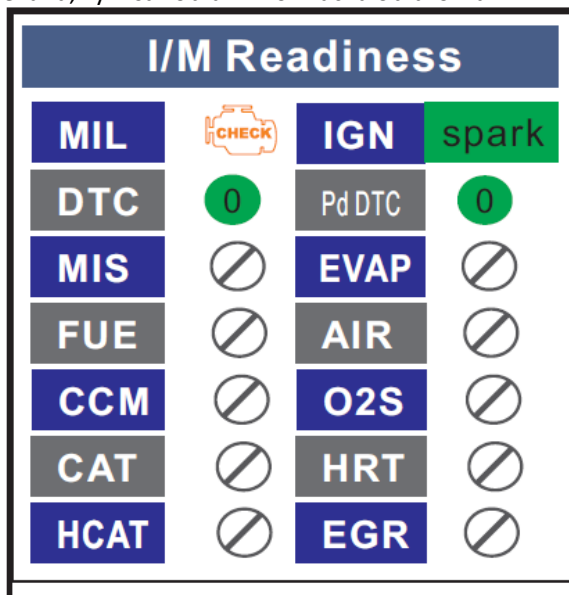 I/M Readiness
MIL CHECK IGN spark
DTC 0 Pd DTC 0
MIS EVAP
FUE AIR
CCM O2S
CAT HRT
HCAT EGR